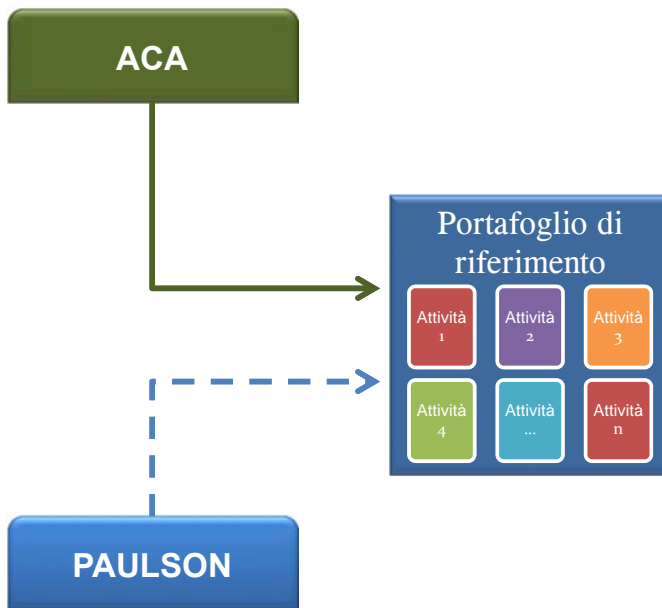 ACA
Portafoglio di
riferimento
Attività
1
Attività
2
Attività
3
Attività
4
Attività
...
Attività
n
PAULSON